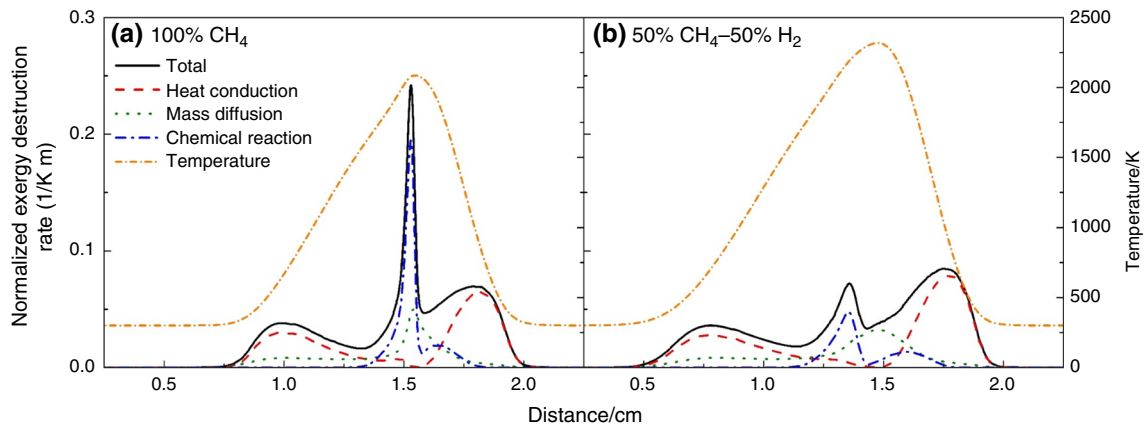 (a) 100% CH4
(b) 50% CH4–50% H2
Total
Heat conduction
Mass diffusion
Chemical reaction
Temperature
Normalized exergy destruction
rate (1/K m)
0.3
0.2
0.1
0.0
0.5
1.0
1.5
2.0
0.5
1.0
1.5
2.0
2500
2000
1500
1000
500
0
Temperature/K
Distance/cm